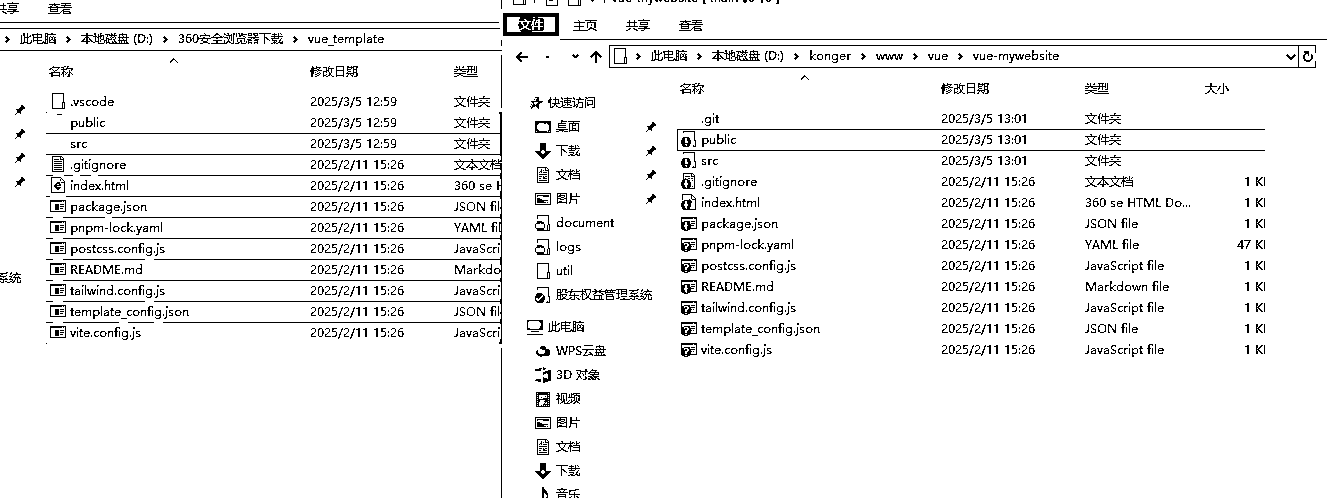 共享 查看
此电脑 本地磁盘 (D:) 360安全浏览器下载 vue_template
名称 修改日期 类型
.vscode 2025/3/5 12:59 文件夹
public 2025/3/5 12:59 文件夹
src 2025/3/5 12:59 文件夹
.gitignore 2025/2/11 15:26 文本文档
index.html 2025/2/11 15:26 360 se H
package.json 2025/2/11 15:26 JSON fil
pnpm-lock.yaml 2025/2/11 15:26 YAML fil
postcss.config.js 2025/2/11 15:26 JavaScri
README.md 2025/2/11 15:26 Markdo
tailwind.config.js 2025/2/11 15:26 JavaScri
template_config.json 2025/2/11 15:26 JSON fil
vite.config.js 2025/2/11 15:26 JavaScri
系统
文件 主页 共享 查看
此电脑 本地磁盘 (D:) konger www vue vue-mywebsite
快速访问
桌面
下载
文档
图片
document
logs
util
股东权益管理系统
此电脑
WPS云盘
3D 对象
视频
图片
文档
下载
音乐
名称 修改日期 类型 大小
.git 2025/3/5 13:01 文件夹
public 2025/3/5 13:01 文件夹
src 2025/3/5 13:01 文件夹
.gitignore 2025/2/11 15:26 文本文档 1 KI
index.html 2025/2/11 15:26 360 se HTML Do... 1 KI
package.json 2025/2/11 15:26 JSON file 1 KI
pnpm-lock.yaml 2025/2/11 15:26 YAML file 47 KI
postcss.config.js 2025/2/11 15:26 JavaScript file 1 KI
README.md 2025/2/11 15:26 Markdown file 1 KI
tailwind.config.js 2025/2/11 15:26 JavaScript file 1 KI
template_config.json 2025/2/11 15:26 JSON file 1 KI
vite.config.js 2025/2/11 15:26 JavaScript file 1 KI